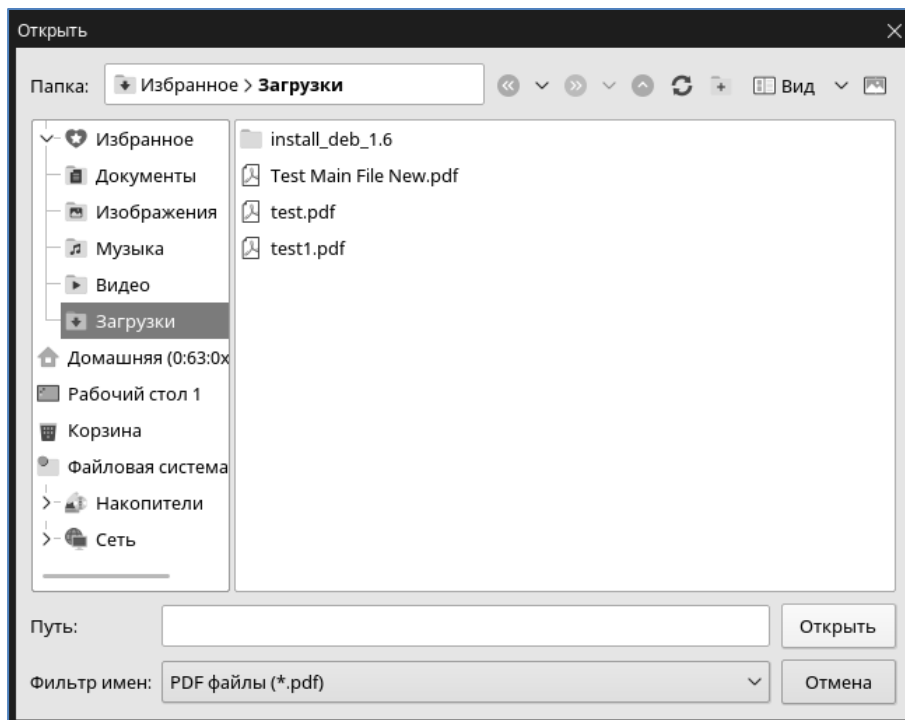 Открыть
Папка: Избранное > Загрузки Вид
Избранное
Документы
Изображения
Музыка
Видео
Загрузки
Домашняя (0:63:0x
Рабочий стол 1
Корзина
Файловая система
Накопители
Сеть
install_deb_1.6
Test Main File New.pdf
test.pdf
test1.pdf
Путь: Открыть
Фильтр имен: PDF файлы (*.pdf) Отмена